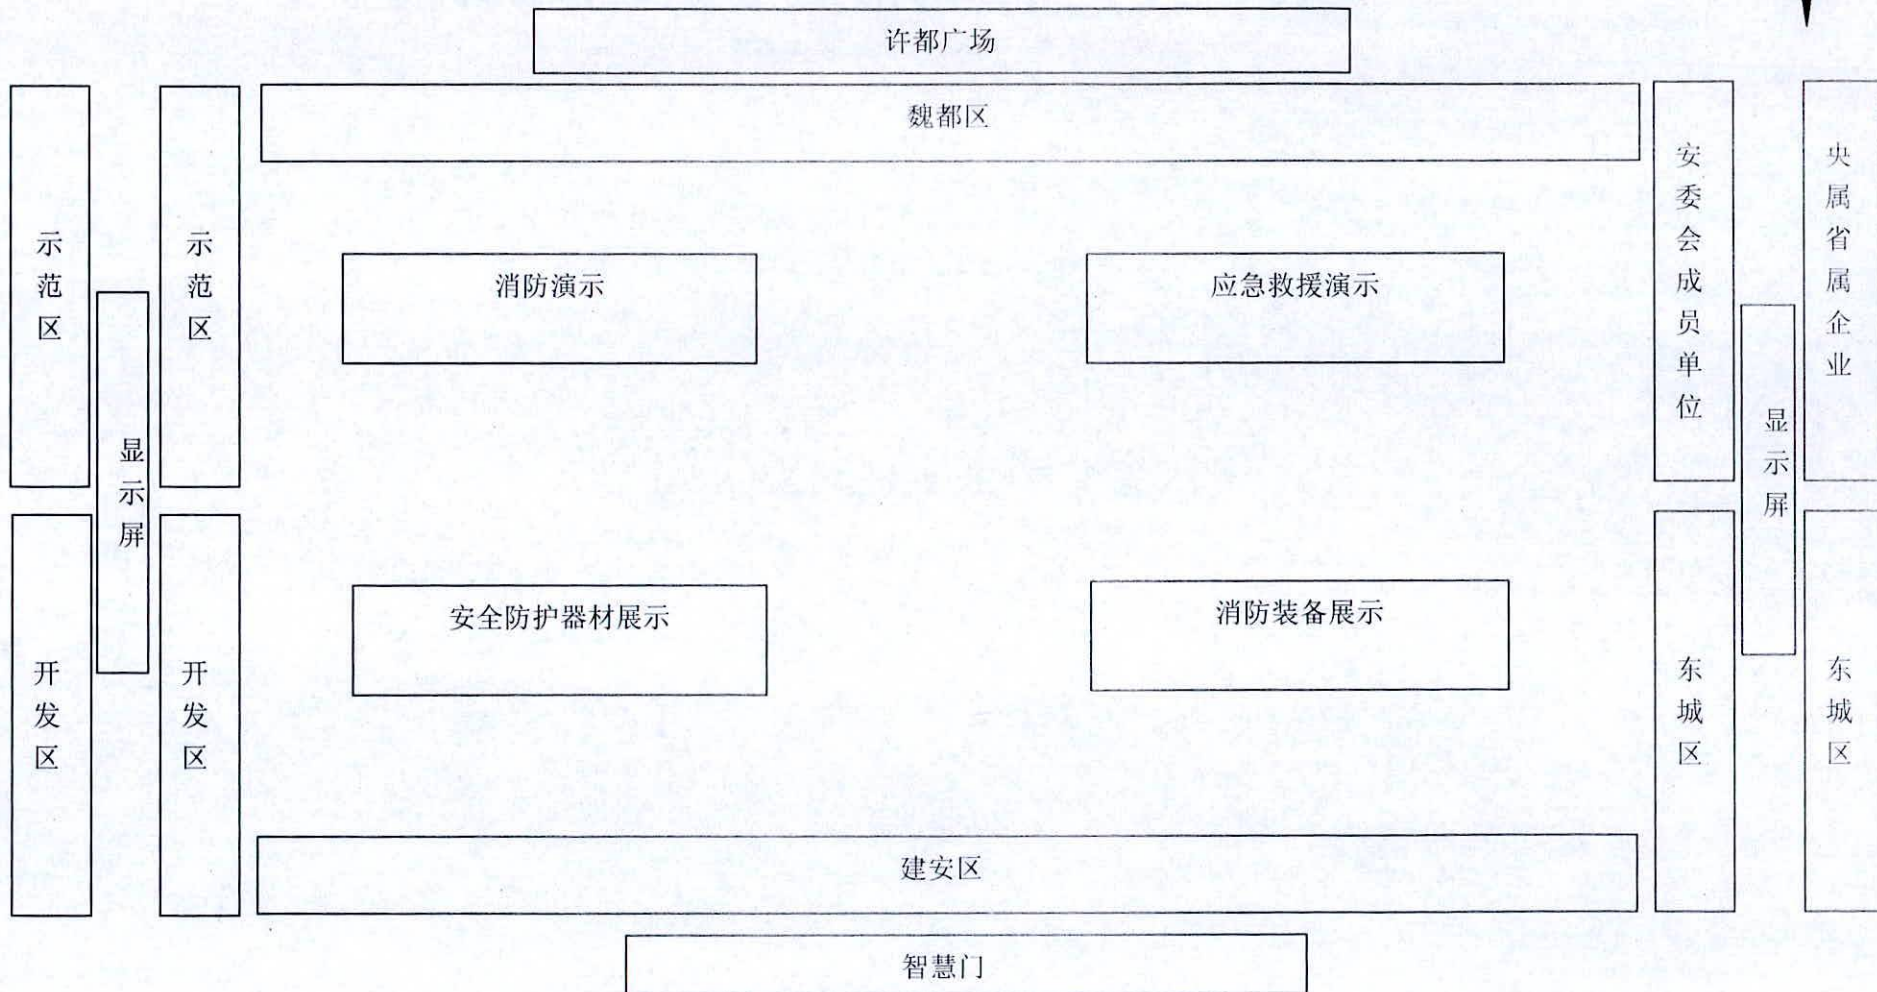 许都广场
魏都区
示范区
示范区
显示屏
开发区
开发区
消防演示
应急救援演示
安全防护器材展示
消防装备展示
安委会成员单位
央属省属企业
显示屏
东城区
东城区
建安区
智慧门